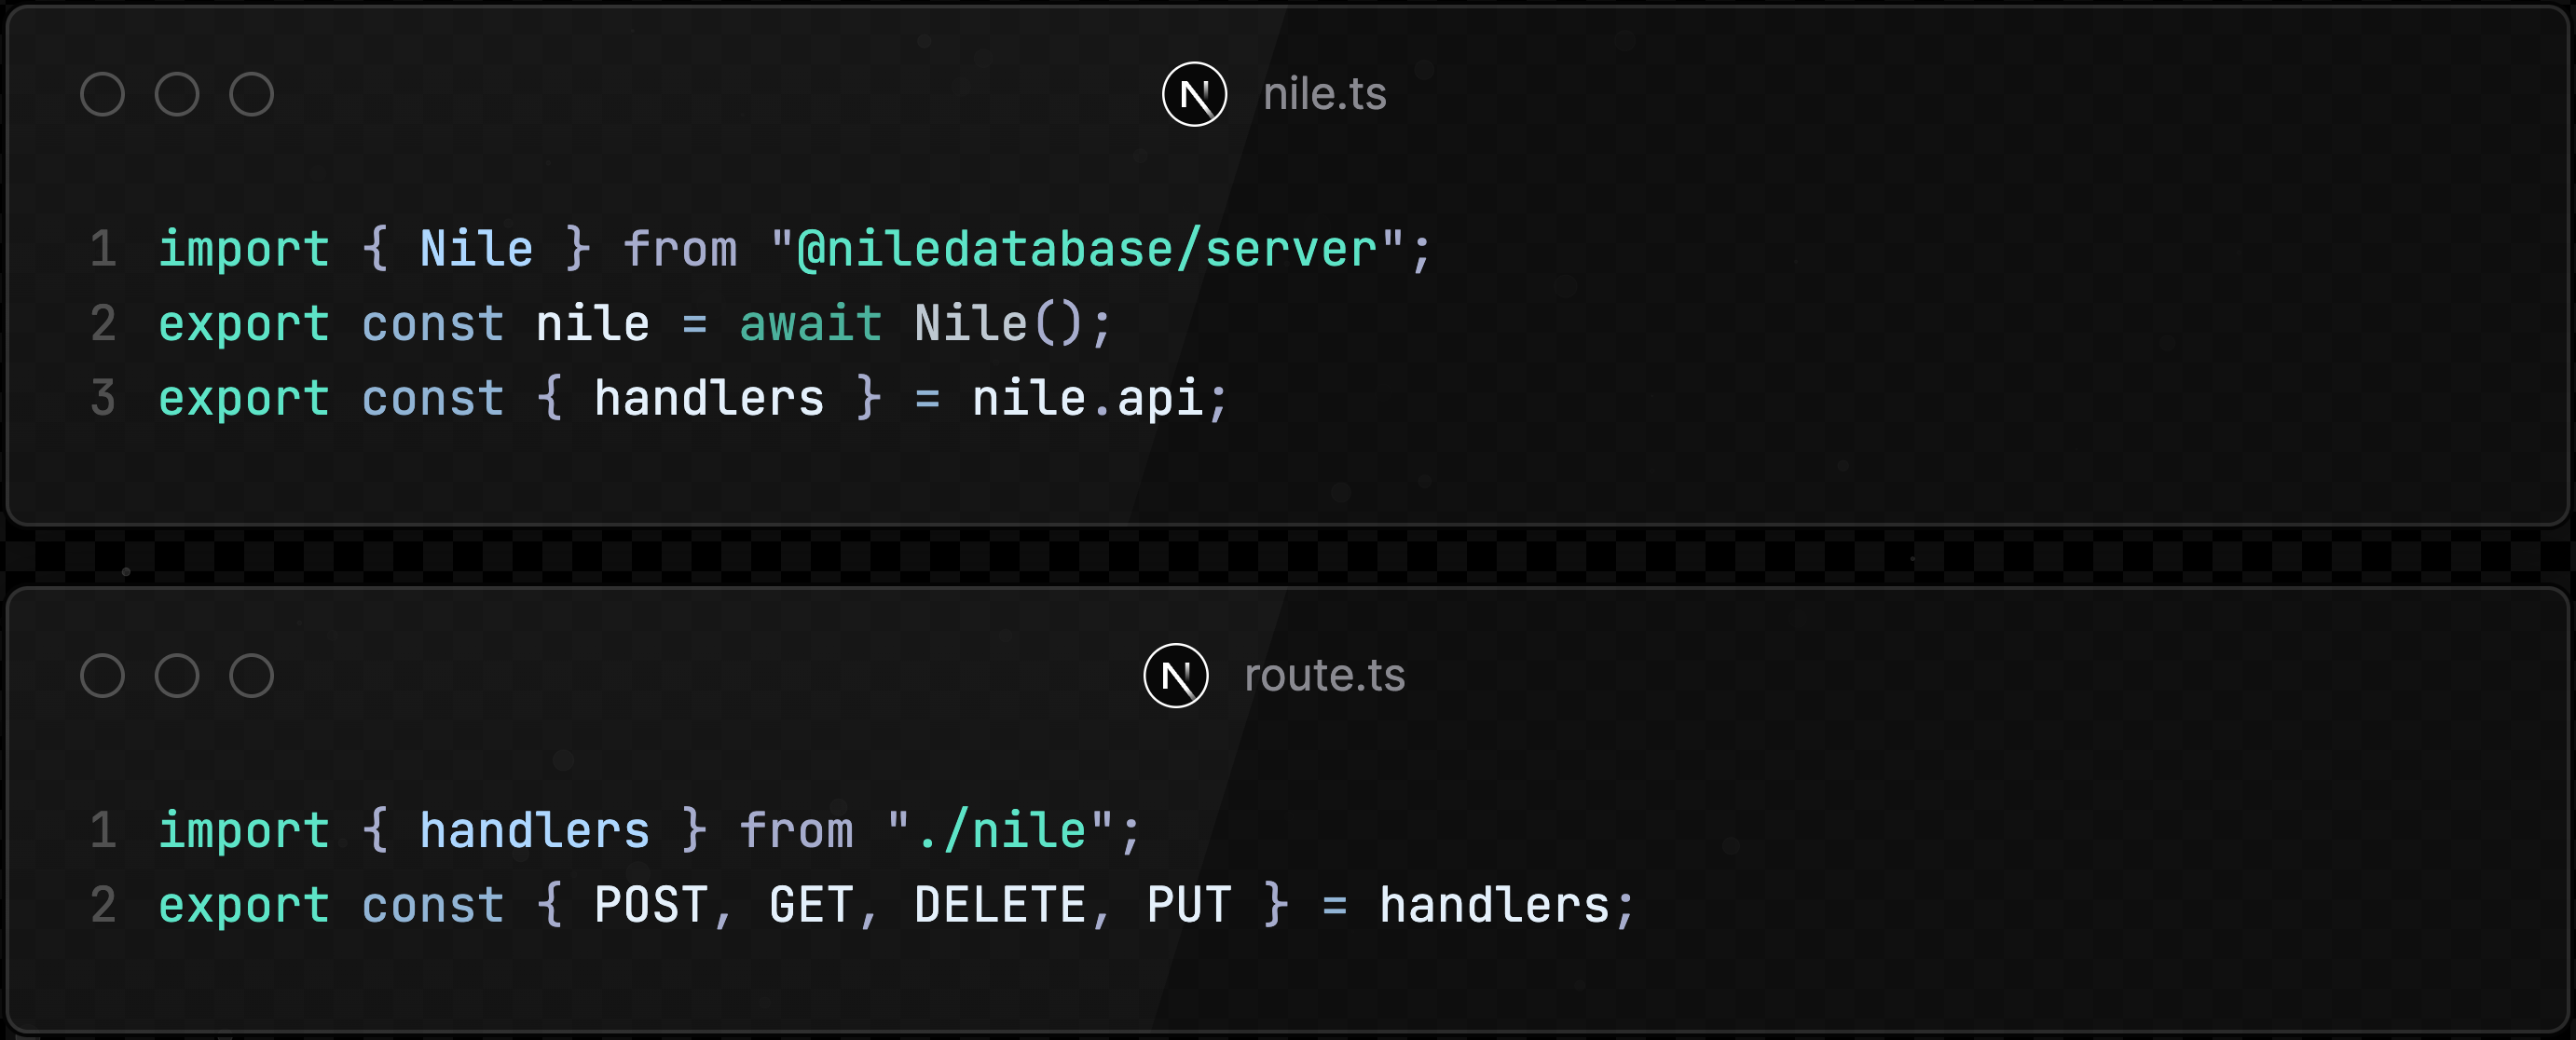 nile.ts
1 import { Nile } from "@niledatabase/server";
2 export const nile = await Nile();
3 export const { handlers } = nile.api;
route.ts
1 import { handlers } from "./nile";
2 export const { POST, GET, DELETE, PUT } = handlers;